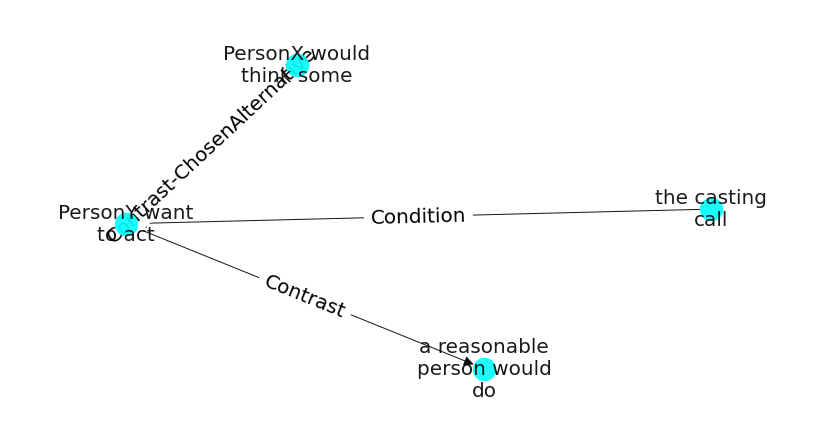 PersonX would
think some
Contrast-ChosenAlternative
the casting
call
PersonY want
to act
Condition
Contrast
a reasonable
person would
do